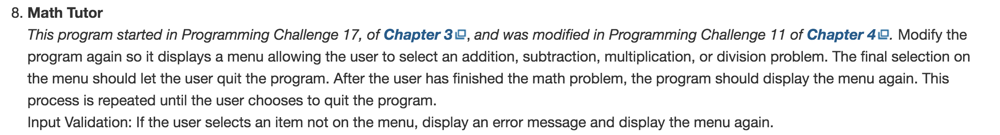 8. Math Tutor
This program started in Programming Challenge 17, of Chapter 3, and was modified in Programming Challenge 11 of Chapter 4. Modify the
program again so it displays a menu allowing the user to select an addition, subtraction, multiplication, or division problem. The final selection on
the menu should let the user quit the program. After the user has finished the math problem, the program should display the menu again. This
process is repeated until the user chooses to quit the program.
Input Validation: If the user selects an item not on the menu, display an error message and display the menu again.